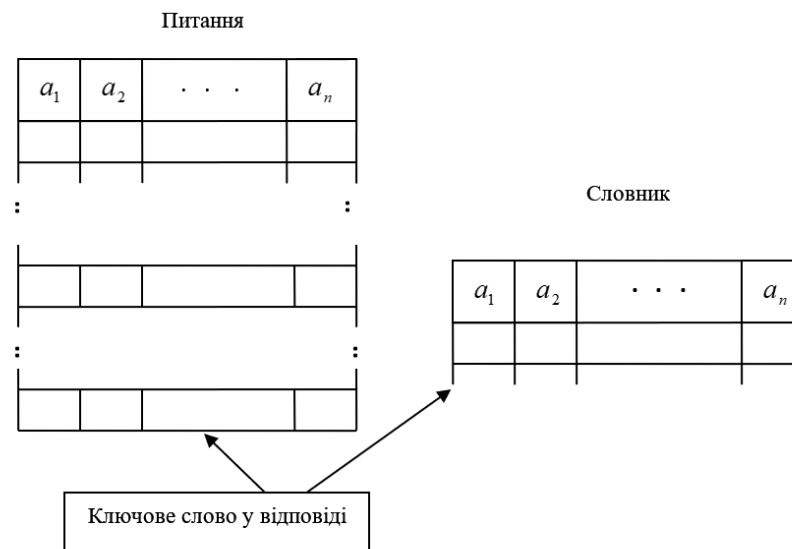 Питання
a₁ a₂ · · · aₙ
:
:
Словник
a₁ a₂ · · · aₙ
:
:
Ключове слово у відповіді